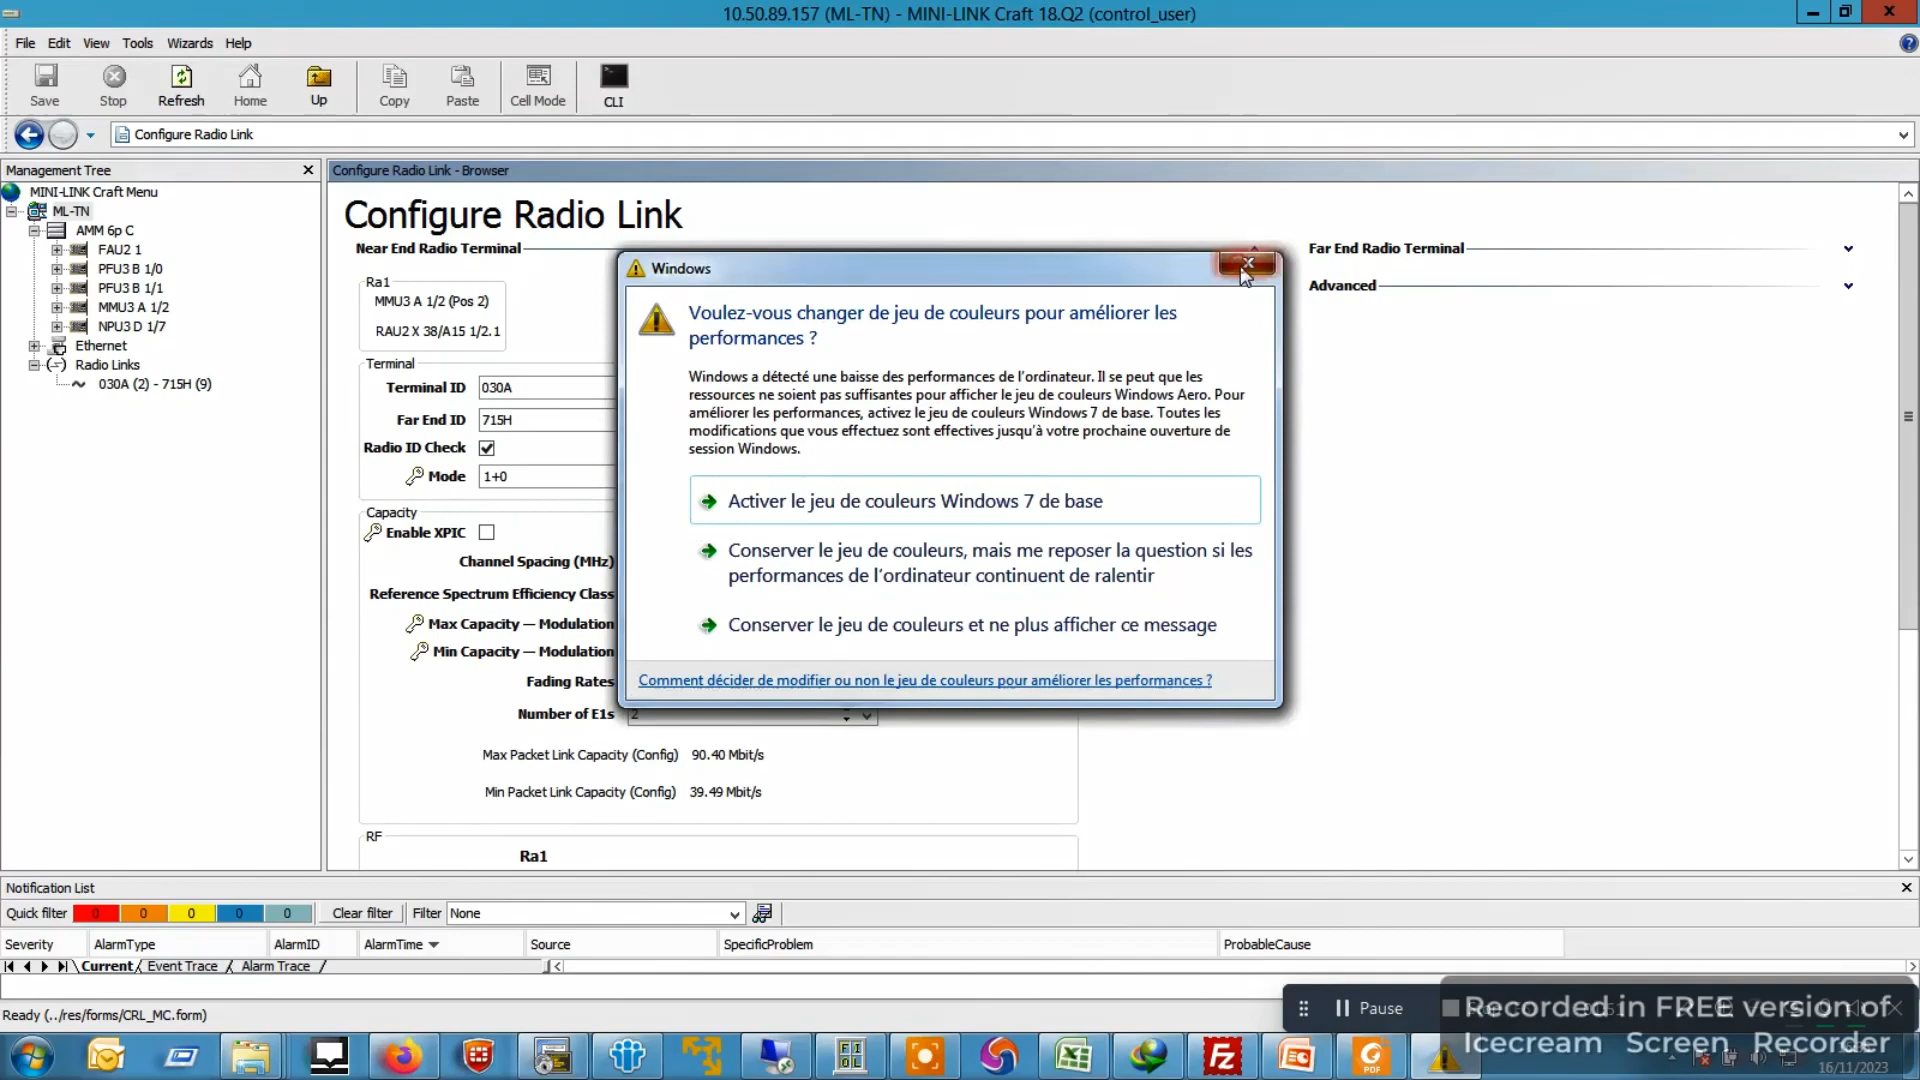 10.50.89.157 (ML-TN) - MINI-LINK Craft 18.Q2 (control_user)
File Edit View Tools Wizards Help
Save Stop Refresh Home Up Copy Paste Cell Mode CLI
Configure Radio Link
Management Tree
MINI-LINK Craft Menu
ML-TN
AMM 6p C
FAU2 1
PFU3 B 1/0
PFU3 B 1/1
MMU3 A 1/2
NPU3 D 1/7
Ethernet
Radio Links
030A (2) - 715H (9)
Configure Radio Link - Browser
Configure Radio Link
Near End Radio Terminal
Ra1
MMU3 A 1/2 (Pos 2)
RAU2 X 38/A15 1/2.1
Terminal
Terminal ID 030A
Far End ID 715H
Radio ID Check
Mode 1+0
Capacity
Enable XPIC
Channel Spacing (MHz)
Reference Spectrum Efficiency Class
Max Capacity — Modulation
Min Capacity — Modulation
Fading Rates
Number of E1s 2
Max Packet Link Capacity (Config) 90.40 Mbit/s
Min Packet Link Capacity (Config) 39.49 Mbit/s
RF
Ra1
Far End Radio Terminal
Advanced
Windows
Voulez-vous changer de jeu de couleurs pour améliorer les
performances ?
Windows a détecté une baisse des performances de l'ordinateur. Il se peut que les
ressources ne soient pas suffisantes pour afficher le jeu de couleurs Windows Aero. Pour
améliorer les performances, activez le jeu de couleurs Windows 7 de base. Toutes les
modifications que vous effectuez sont effectives jusqu'à votre prochaine ouverture de
session Windows.
Activer le jeu de couleurs Windows 7 de base
Conserver le jeu de couleurs, mais me reposer la question si les
performances de l'ordinateur continuent de ralentir
Conserver le jeu de couleurs et ne plus afficher ce message
Comment décider de modifier ou non le jeu de couleurs pour améliorer les performances ?
Notification List
Quick filter 0 0 0 0 0 Clear filter Filter None
Severity AlarmType AlarmID AlarmTime Source SpecificProblem ProbableCause
Current Event Trace Alarm Trace
Ready (../res/forms/CRL_MC.form)
Pause
Recorded in FREE version of
Icecream Screen Recorder
16/11/2023